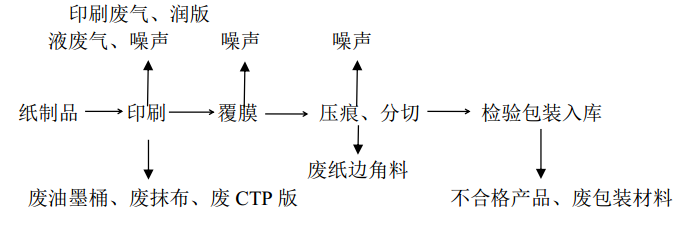 印刷废气、润版
液废气、噪声
噪声
噪声
纸制品
印刷
覆膜
压痕、分切
检验包装入库
废纸边角料
废油墨桶、废抹布、废 CTP 版
不合格产品、废包装材料